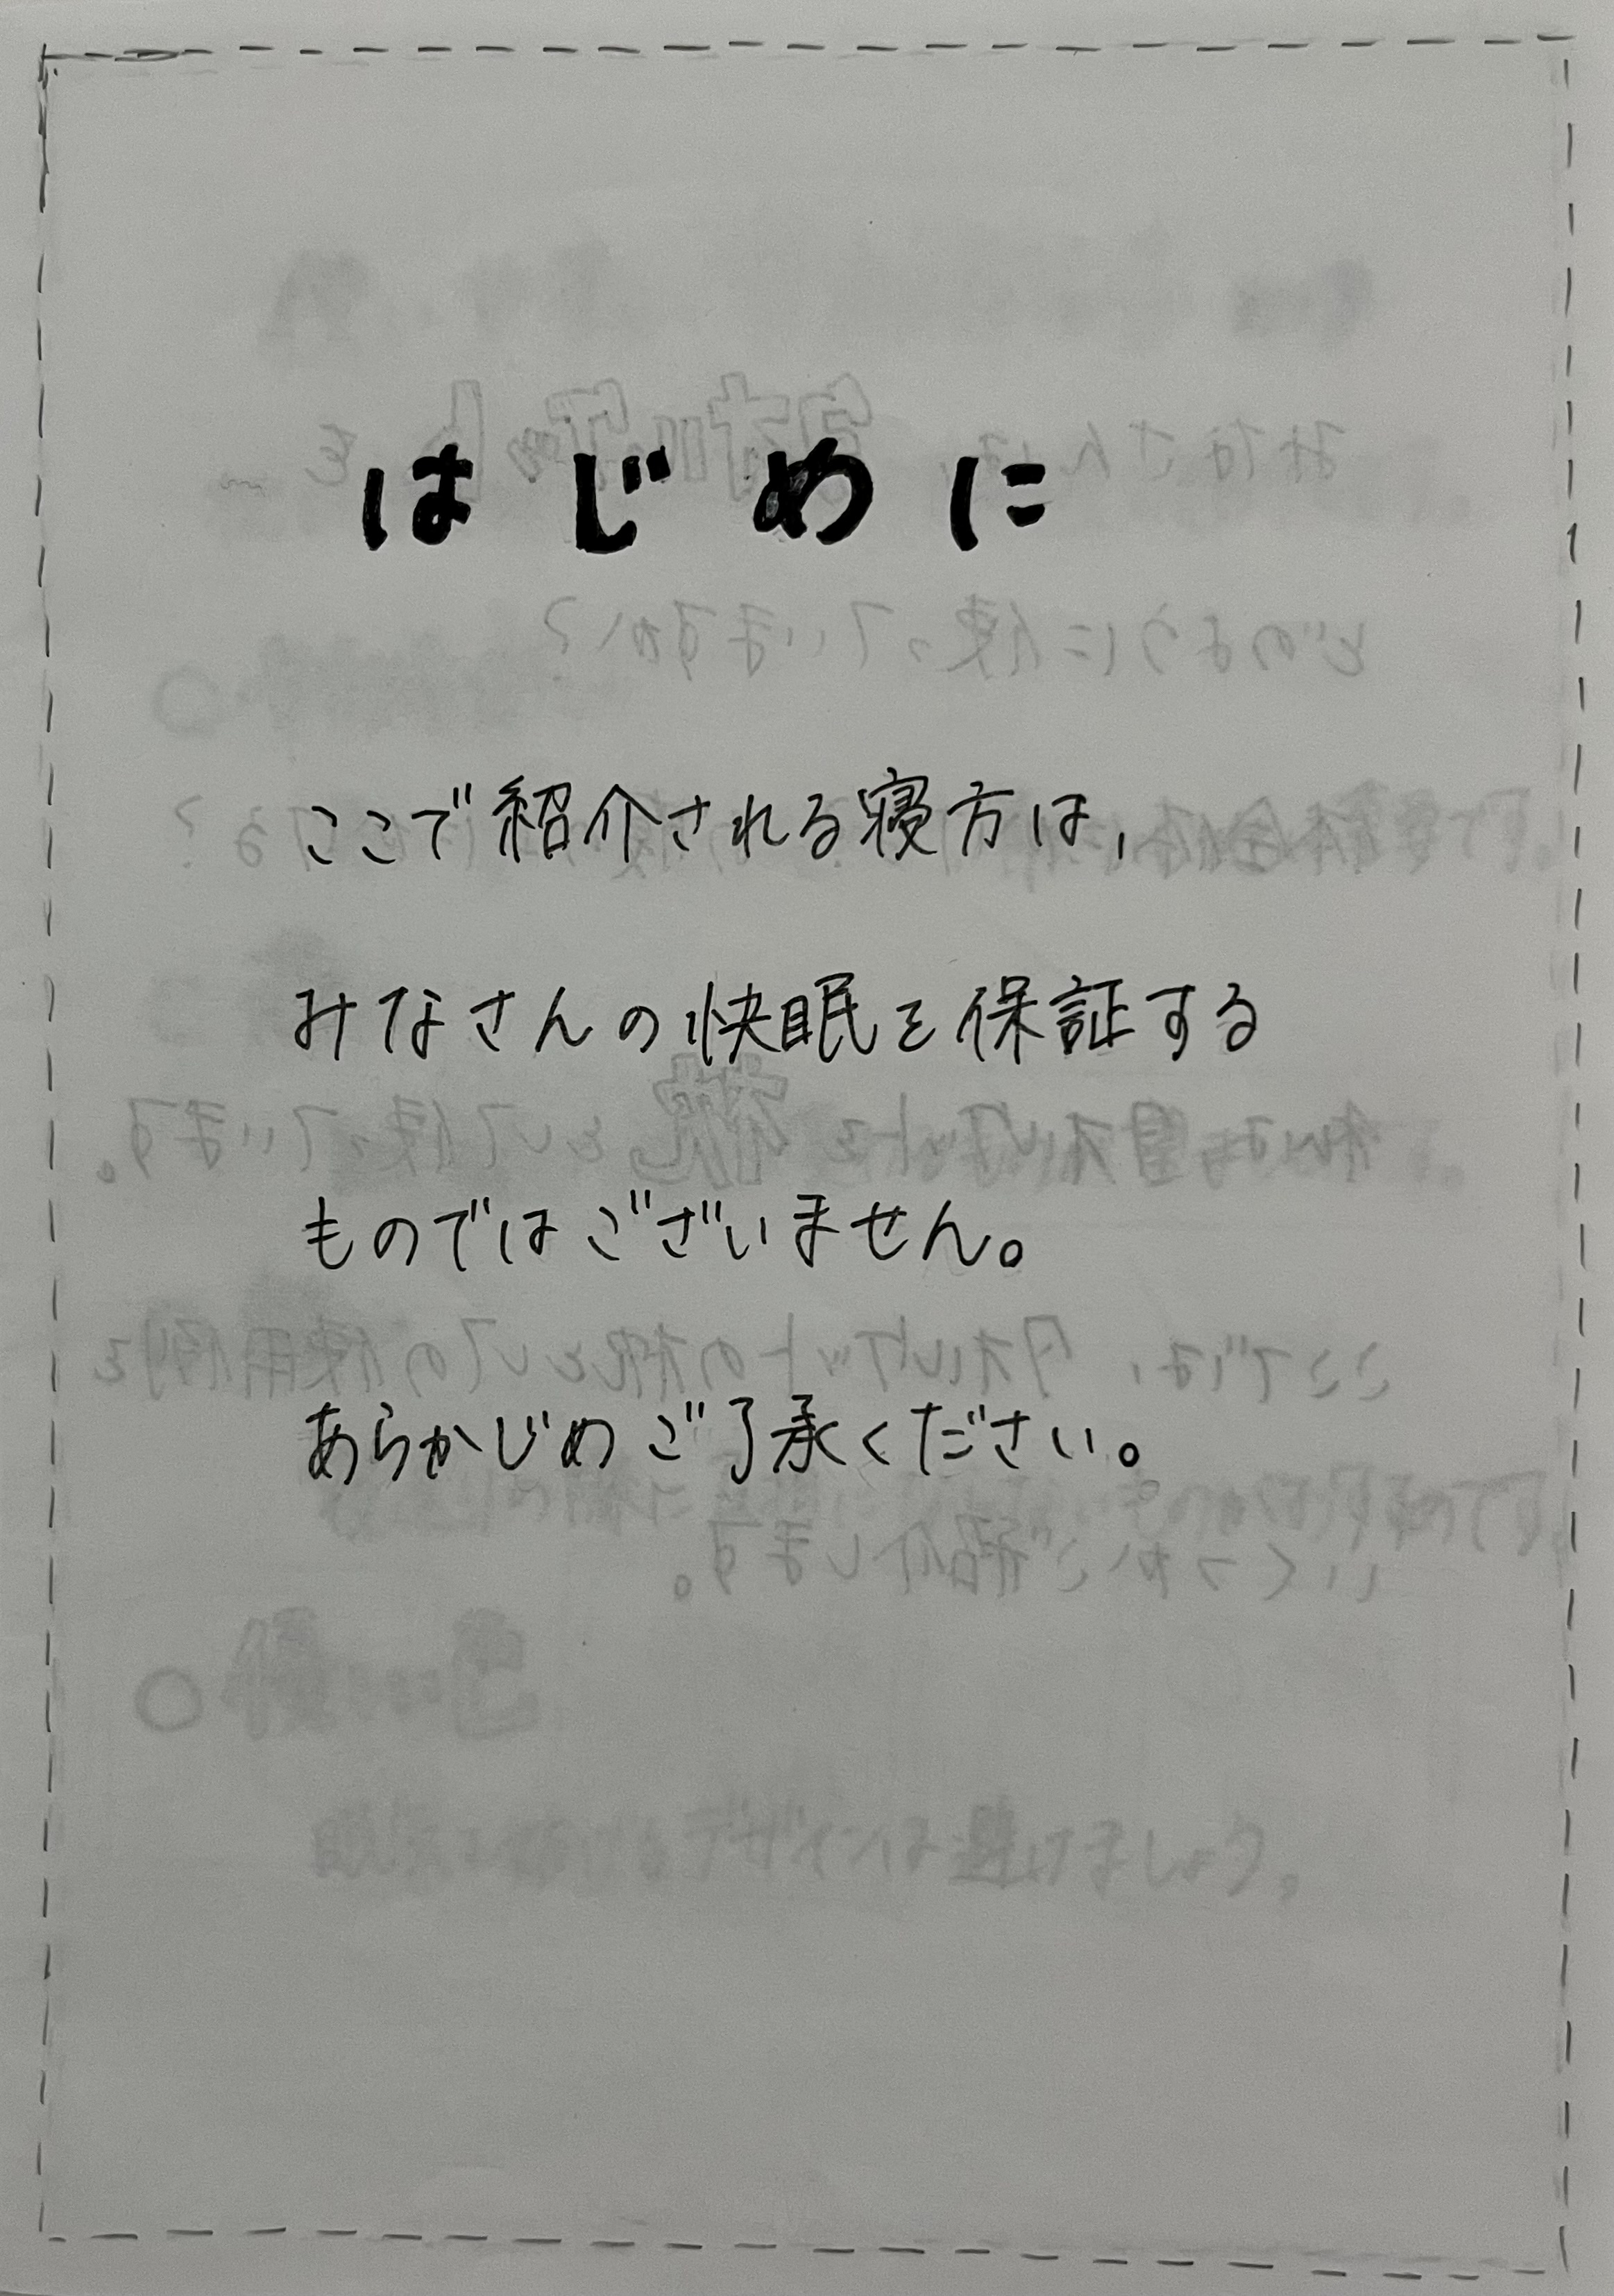 はじめに
ここで紹介される寝方は,
みなさんの快眠を保証する
ものではございません。
あらかじめご了承ください。